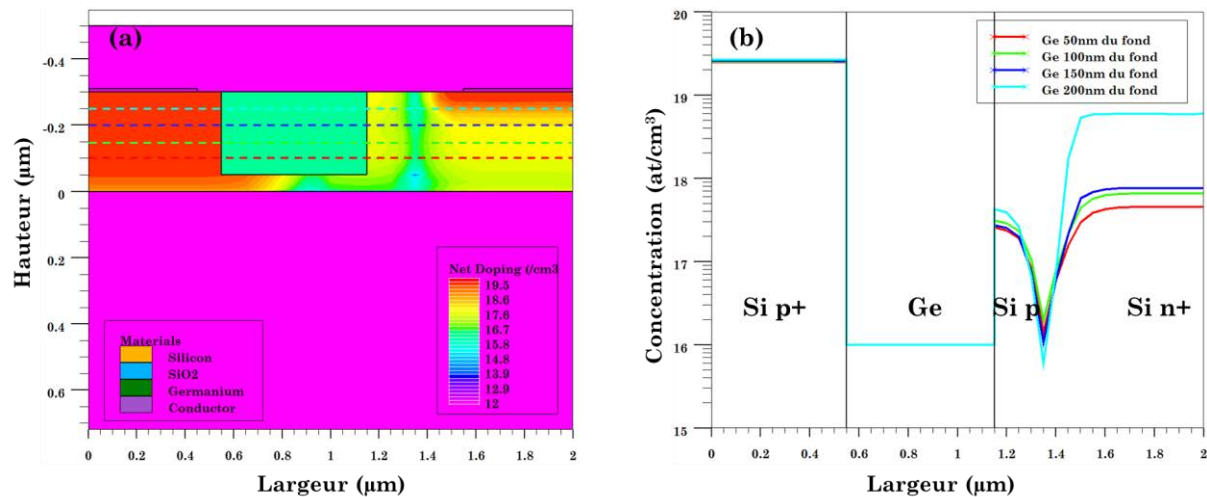 (a)
-0.4
-0.2
0
0.2
0.4
0.6
Hauteur (µm)
Net Doping (/cm3
19.5
18.6
17.6
16.7
15.8
14.8
13.9
12.9
12
Materials
Silicon
SiO2
Germanium
Conductor
0 0.2 0.4 0.6 0.8 1 1.2 1.4 1.6 1.8 2
Largeur (µm)
(b)
20
19
18
17
16
15
Concentration (at/cm³)
Ge 50nm du fond
Ge 100nm du fond
Ge 150nm du fond
Ge 200nm du fond
Si p+ Ge Si p Si n+
0 0.2 0.4 0.6 0.8 1 1.2 1.4 1.6 1.8 2
Largeur (µm)